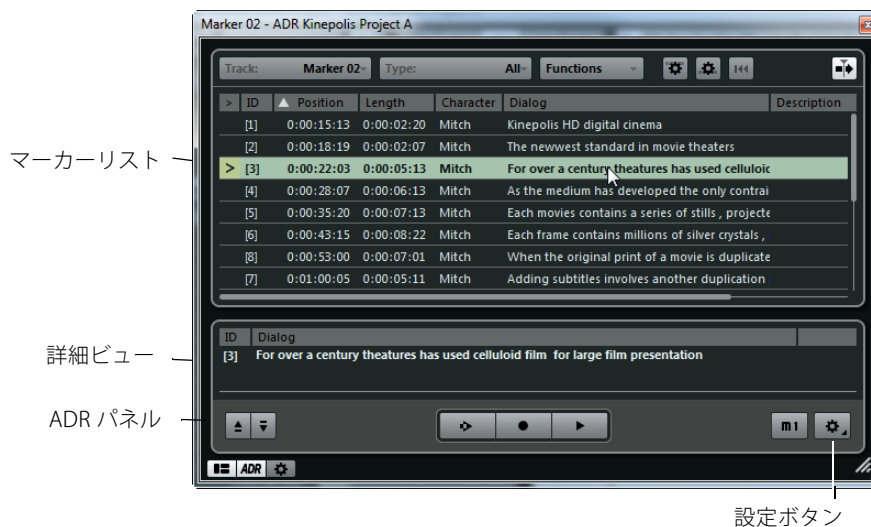 Marker 02 - ADR Kinepolis Project A
Track: Marker 02 Type: All Functions
> ID Position Length Character Dialog Description
[1] 0:00:15:13 0:00:02:20 Mitch Kinepolis HD digital cinema
[2] 0:00:18:19 0:00:02:07 Mitch The newwest standard in movie theaters
マーカーリスト
> [3] 0:00:22:03 0:00:05:13 Mitch For over a century theatures has used celluloic
[4] 0:00:28:07 0:00:06:13 Mitch As the medium has developed the only contrai
[5] 0:00:35:20 0:00:07:13 Mitch Each movies contains a series of stills , projecte
[6] 0:00:43:15 0:00:08:22 Mitch Each frame contains millions of silver crystals ,
[8] 0:00:53:00 0:00:07:01 Mitch When the original print of a movie is duplicate
[7] 0:01:00:05 0:00:05:11 Mitch Adding subtitles involves another duplication
ID Dialog
詳細ビュー
[3] For over a century theatures has used celluloid film for large film presentation
ADR パネル
m1
ADR
設定ボタン